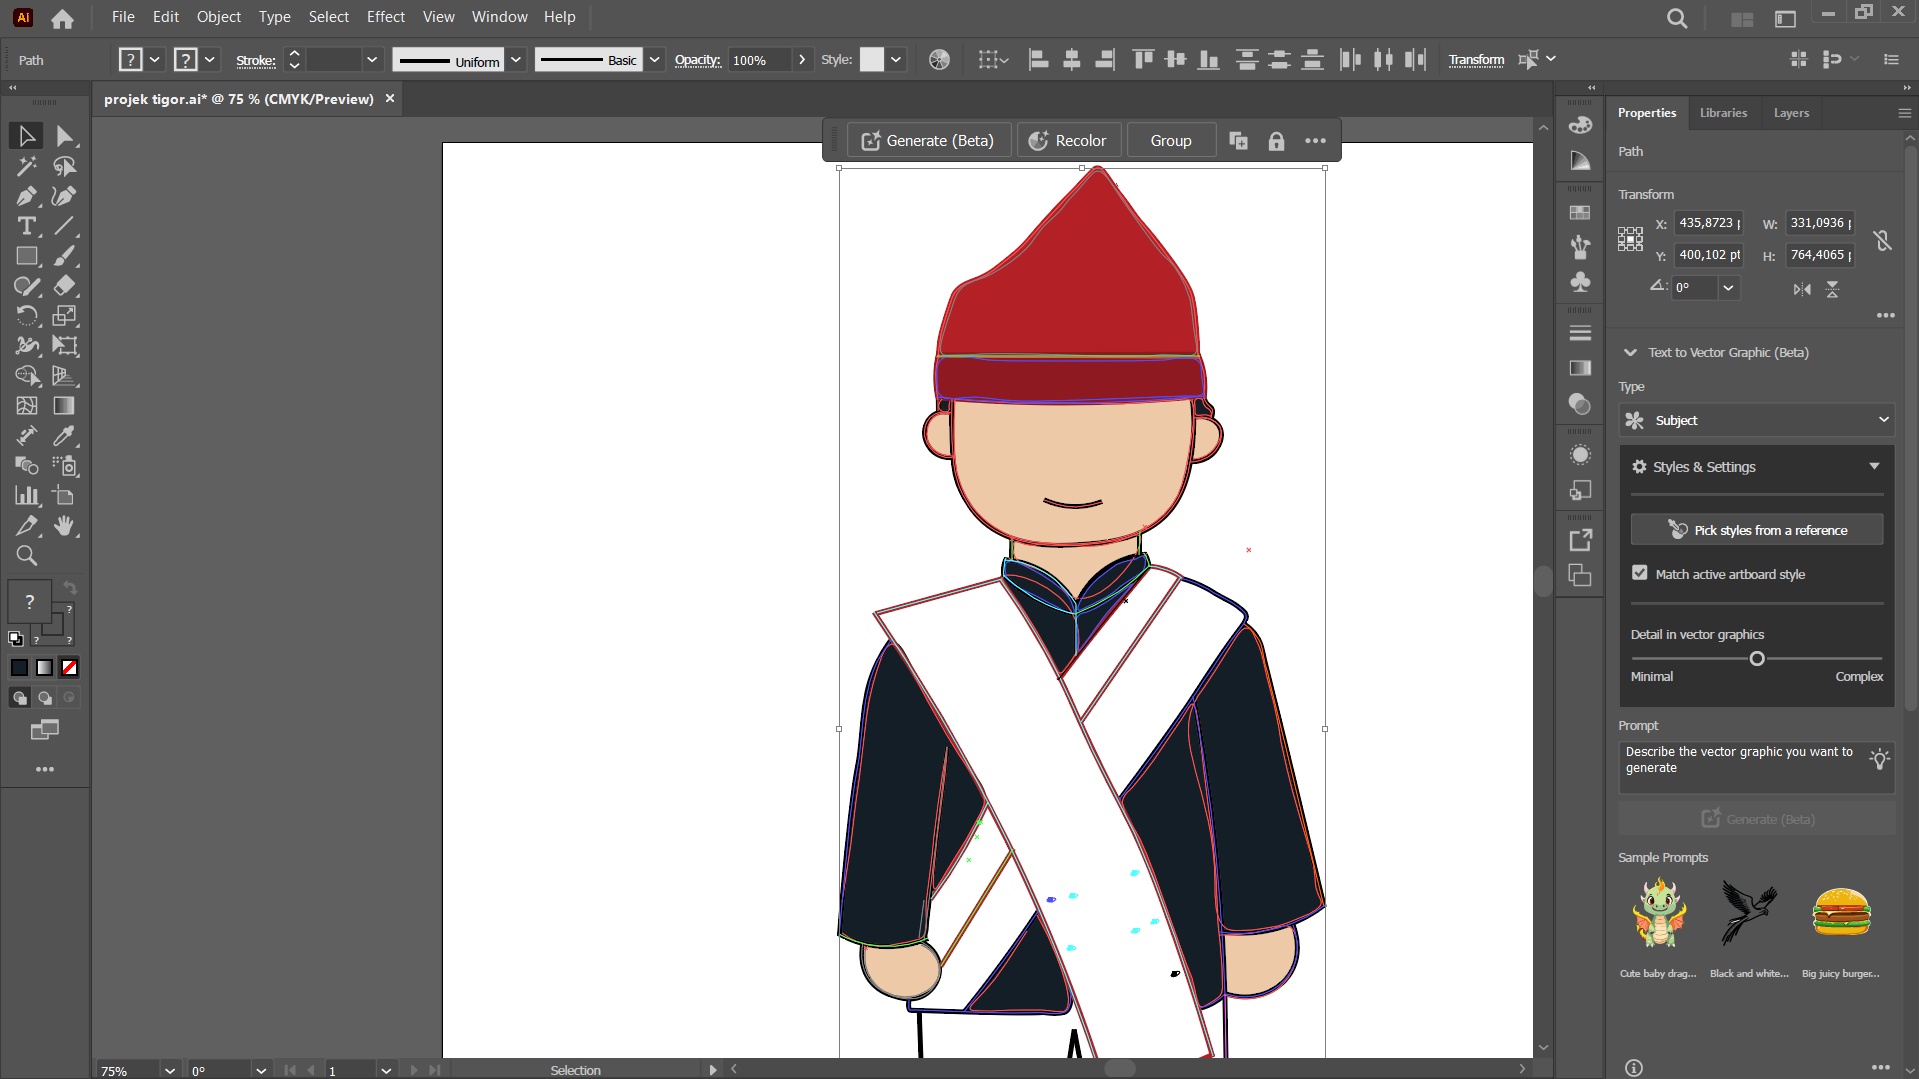 Ai File Edit Object Type Select Effect View Window Help
Path ? ? Stroke: Uniform Basic Opacity: 100% Style: Transform
projek tigor.ai* @ 75 % (CMYK/Preview) ×
Generate (Beta) Recolor Group
Properties Libraries Layers
Path
Transform
X: 435,8723 W: 331,0936
Y: 400,102 pt H: 764,4065
0°
Text to Vector Graphic (Beta)
Type
Subject
Styles & Settings
Pick styles from a reference
Match active artboard style
Detail in vector graphics
Minimal Complex
Prompt
Describe the vector graphic you want to
generate
Generate (Beta)
Sample Prompts
Cute baby drag... Black and white... Big juicy burger...
?
?
? ?
75% 0° 1 Selection